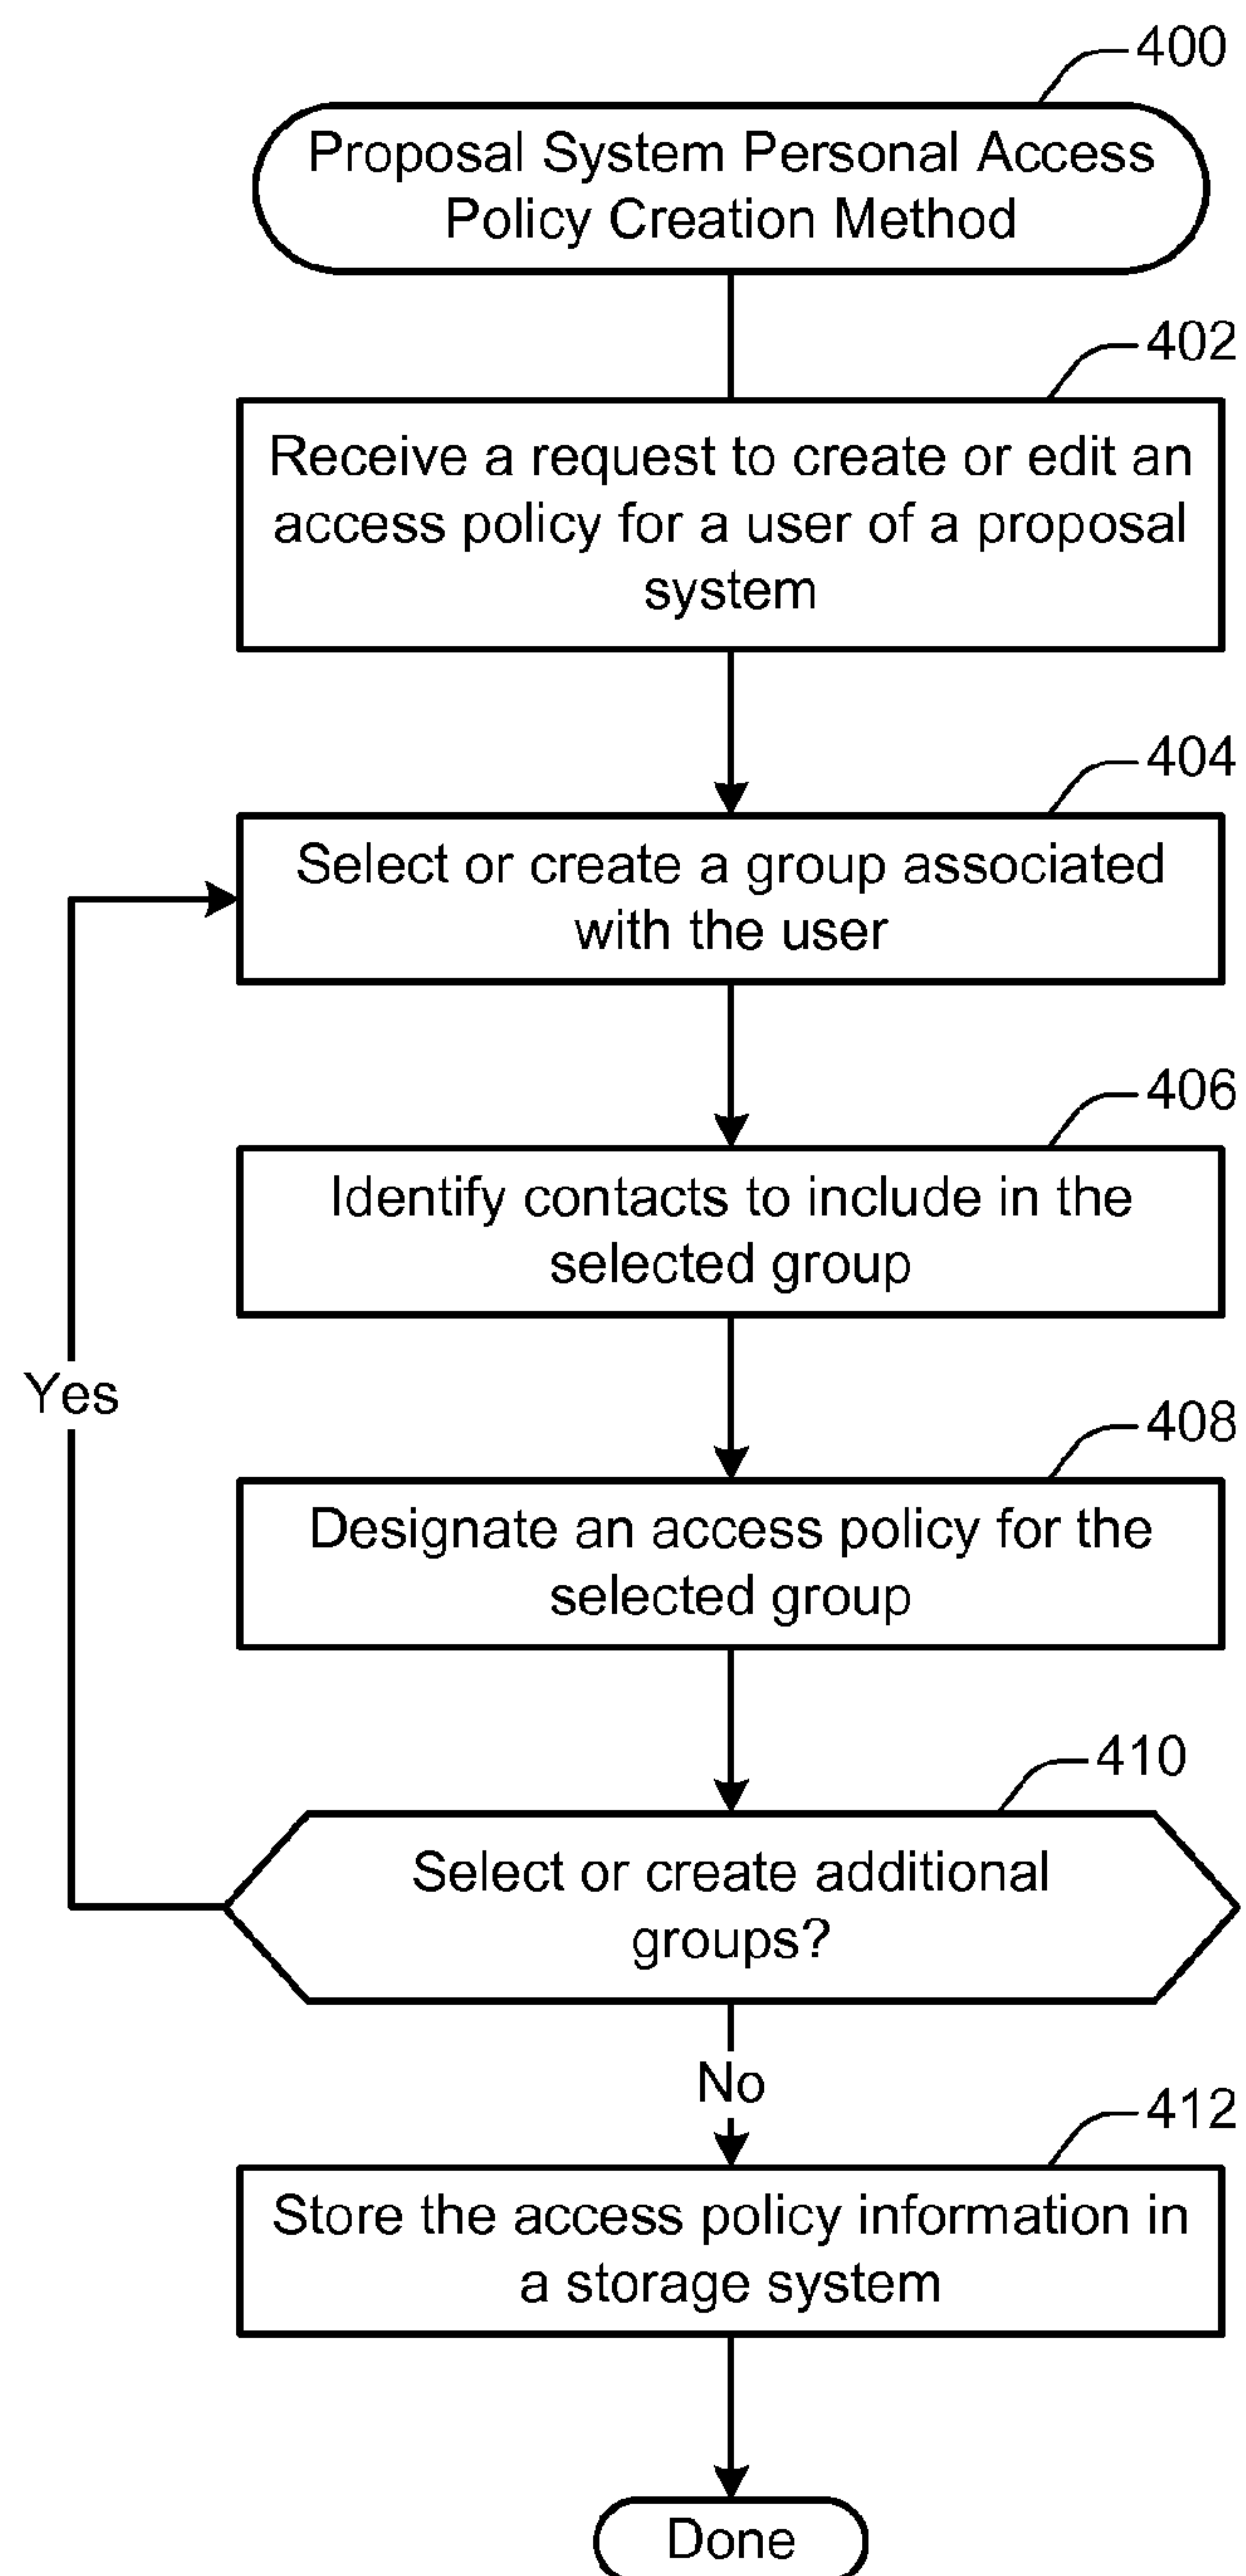 400
Proposal System Personal Access
Policy Creation Method
402
Receive a request to create or edit an
access policy for a user of a proposal
system
404
Select or create a group associated
with the user
406
Identify contacts to include in the
selected group
Yes
408
Designate an access policy for the
selected group
410
Select or create additional
groups?
No
412
Store the access policy information in
a storage system
Done